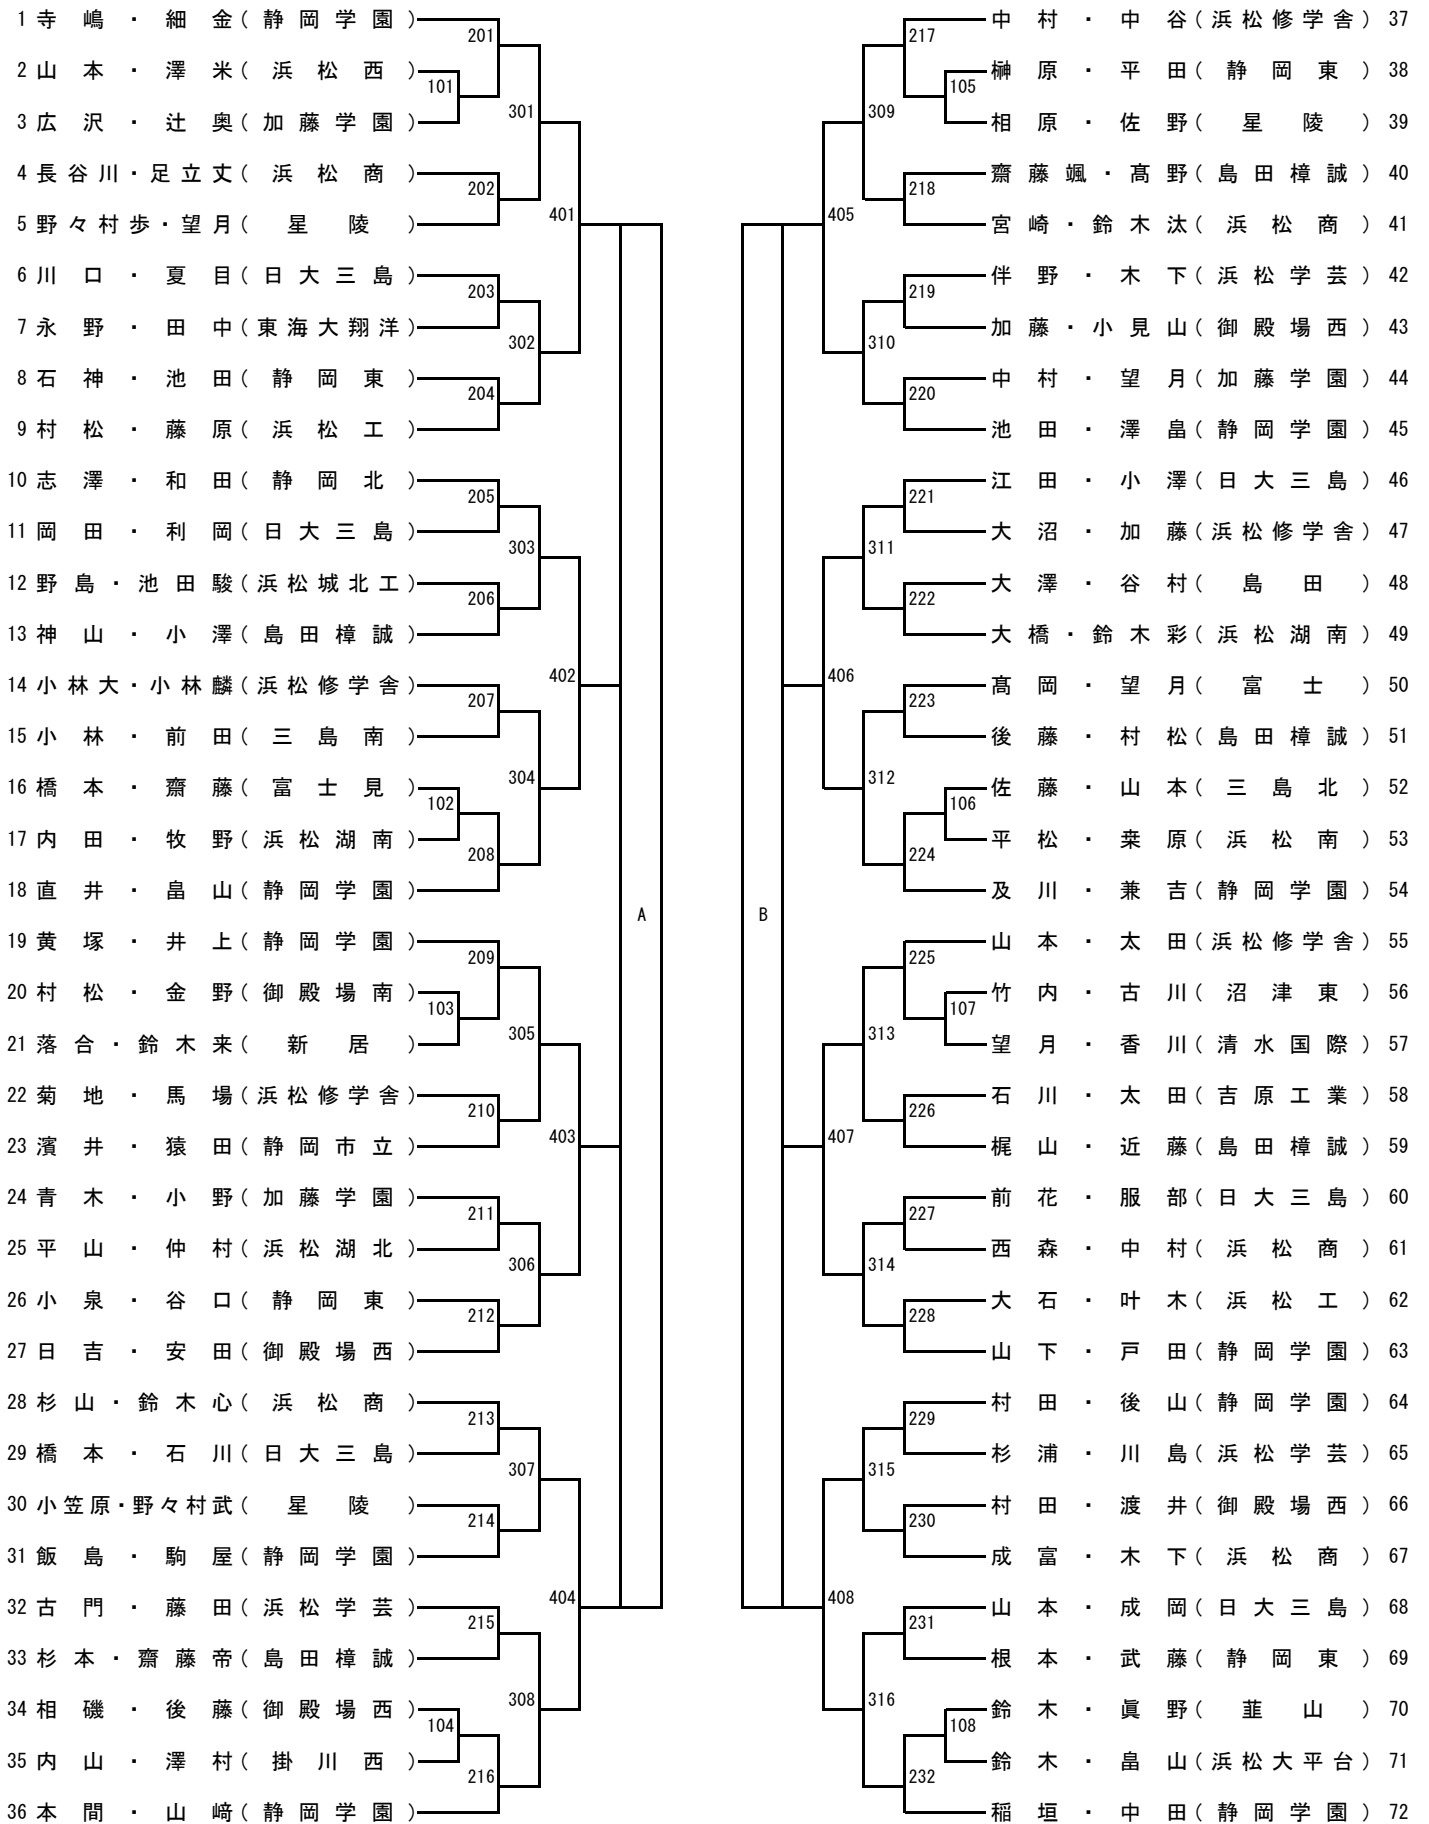 1 寺嶋・細金(静岡学園)
201
2 山本・澤米(浜松西)
101
3 広沢・辻奥(加藤学園)
301
4 長谷川・足立丈(浜松商)
202
5 野々村歩・望月(星陵)
401
6 川口・夏目(日大三島)
203
7 永野・田中(東海大翔洋)
302
8 石神・池田(静岡東)
204
9 村松・藤原(浜松工)
10 志澤・和田(静岡北)
205
11 岡田・利岡(日大三島)
303
12 野島・池田駿(浜松城北工)
206
13 神山・小澤(島田樟誠)
402
14 小林大・小林麟(浜松修学舎)
207
15 小林・前田(三島南)
304
16 橋本・齋藤(富士見)
102
17 内田・牧野(浜松湖南)
208
18 直井・畠山(静岡学園)
A
19 黄塚・井上(静岡学園)
209
20 村松・金野(御殿場南)
103
21 落合・鈴木来(新居)
305
22 菊地・馬場(浜松修学舎)
210
23 濱井・猿田(静岡市立)
403
24 青木・小野(加藤学園)
211
25 平山・仲村(浜松湖北)
306
26 小泉・谷口(静岡東)
212
27 日吉・安田(御殿場西)
28 杉山・鈴木心(浜松商)
213
29 橋本・石川(日大三島)
307
30 小笠原・野々村武(星陵)
214
31 飯島・駒屋(静岡学園)
404
32 古門・藤田(浜松学芸)
215
33 杉本・齋藤帝(島田樟誠)
308
34 相磯・後藤(御殿場西)
104
35 内山・澤村(掛川西)
216
36 本間・山﨑(静岡学園)
中村・中谷(浜松修学舎) 37
217
榊原・平田(静岡東) 38
105
相原・佐野(星陵) 39
309
齋藤颯・髙野(島田樟誠) 40
218
宮崎・鈴木汰(浜松商) 41
405
伴野・木下(浜松学芸) 42
219
加藤・小見山(御殿場西) 43
310
中村・望月(加藤学園) 44
220
池田・澤畠(静岡学園) 45
江田・小澤(日大三島) 46
221
大沼・加藤(浜松修学舎) 47
311
大澤・谷村(島田) 48
222
大橋・鈴木彩(浜松湖南) 49
406
髙岡・望月(富士) 50
223
後藤・村松(島田樟誠) 51
312
佐藤・山本(三島北) 52
106
平松・桒原(浜松南) 53
224
及川・兼吉(静岡学園) 54
B
山本・太田(浜松修学舎) 55
225
竹内・古川(沼津東) 56
107
望月・香川(清水国際) 57
313
石川・太田(吉原工業) 58
226
梶山・近藤(島田樟誠) 59
407
前花・服部(日大三島) 60
227
西森・中村(浜松商) 61
314
大石・叶木(浜松工) 62
228
山下・戸田(静岡学園) 63
村田・後山(静岡学園) 64
229
杉浦・川島(浜松学芸) 65
315
村田・渡井(御殿場西) 66
230
成富・木下(浜松商) 67
408
山本・成岡(日大三島) 68
231
根本・武藤(静岡東) 69
316
鈴木・眞野(韮山) 70
108
鈴木・畠山(浜松大平台) 71
232
稲垣・中田(静岡学園) 72